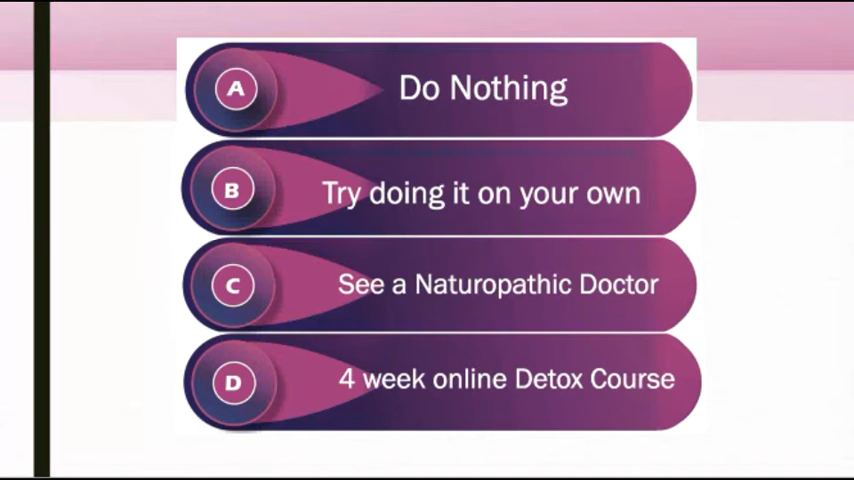 A Do Nothing
B Try doing it on your own
C See a Naturopathic Doctor
D 4 week online Detox Course